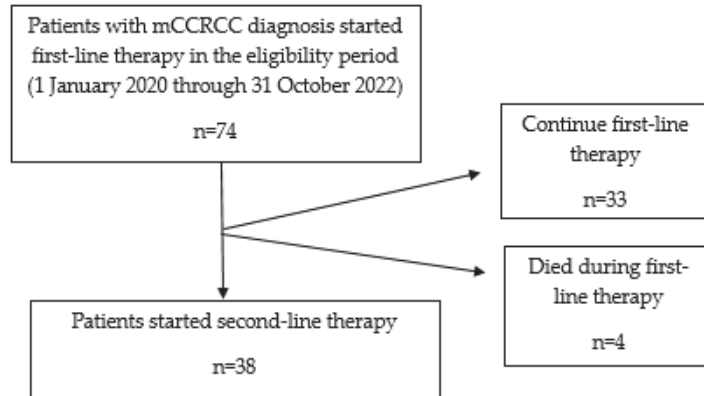 Patients with mCCRCC diagnosis started
first-line therapy in the eligibility period
(1 January 2020 through 31 October 2022)
n=74
Continue first-line
therapy
n=33
Died during first-
line therapy
n=4
Patients started second-line therapy
n=38